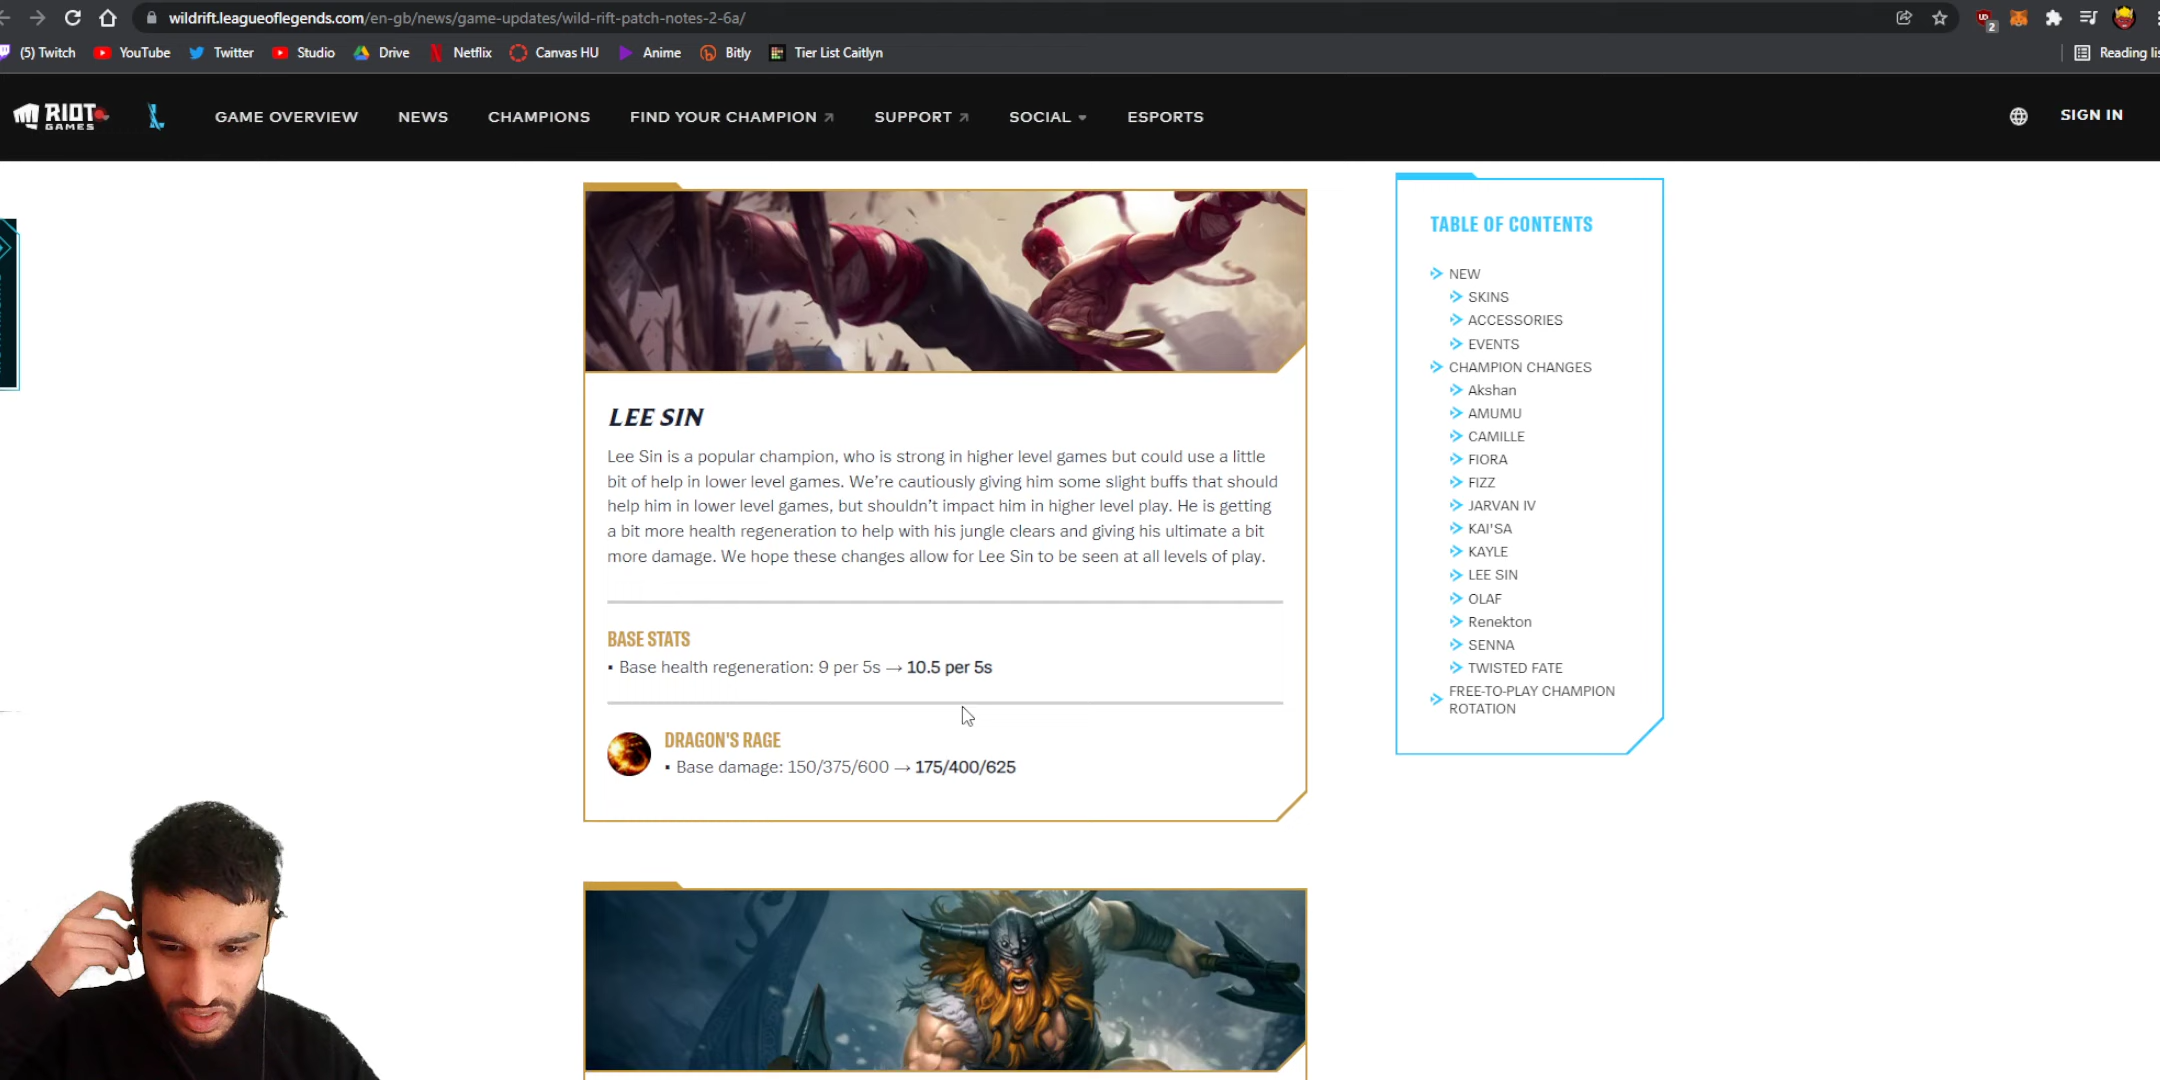 wildrift.leagueoflegends.com/en-gb/news/game-updates/wild-rift-patch-notes-2-6a/
2
(5) Twitch YouTube Twitter Studio Drive Netflix Canvas HU Anime Bitly Tier List Caitlyn Reading lis
RIOT GAMES
GAME OVERVIEW NEWS CHAMPIONS FIND YOUR CHAMPION SUPPORT SOCIAL ESPORTS SIGN IN
LEE SIN
Lee Sin is a popular champion, who is strong in higher level games but could use a little
bit of help in lower level games. We're cautiously giving him some slight buffs that should
help him in lower level games, but shouldn't impact him in higher level play. He is getting
a bit more health regeneration to help with his jungle clears and giving his ultimate a bit
more damage. We hope these changes allow for Lee Sin to be seen at all levels of play.
BASE STATS
▪ Base health regeneration: 9 per 5s → 10.5 per 5s
DRAGON'S RAGE
▪ Base damage: 150/375/600 → 175/400/625
TABLE OF CONTENTS
NEW
SKINS
ACCESSORIES
EVENTS
CHAMPION CHANGES
Akshan
AMUMU
CAMILLE
FIORA
FIZZ
JARVAN IV
KAI'SA
KAYLE
LEE SIN
OLAF
Renekton
SENNA
TWISTED FATE
FREE-TO-PLAY CHAMPION
ROTATION